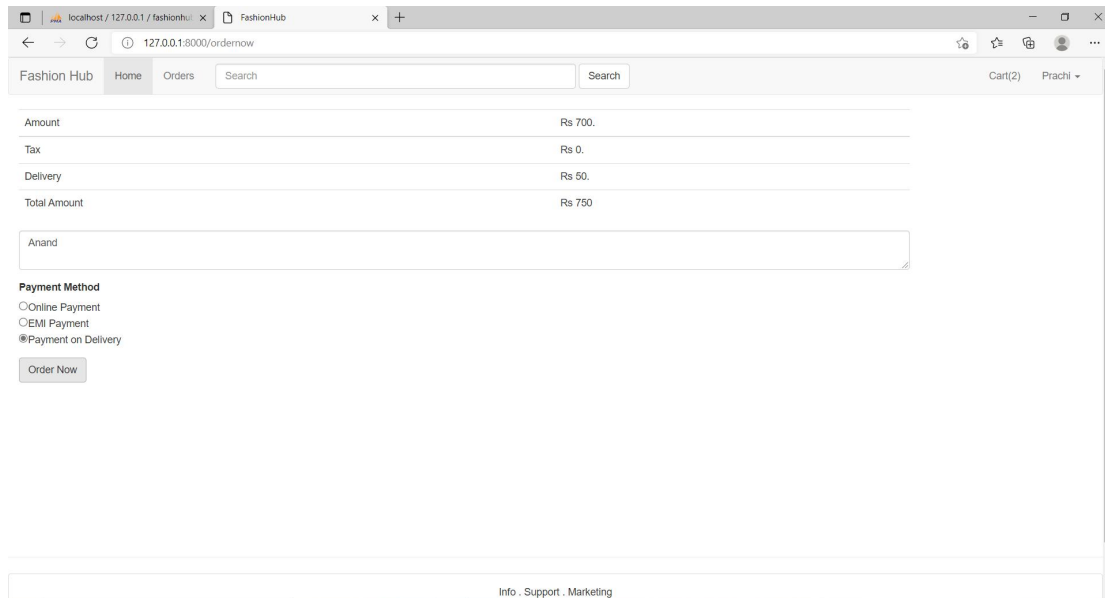 localhost / 127.0.0.1 / fashionhu
FashionHub
127.0.0.1:8000/ordernow
Fashion Hub Home Orders Search Search Cart(2) Prachi
Amount Rs 700.
Tax Rs 0.
Delivery Rs 50.
Total Amount Rs 750
Anand
Payment Method
Online Payment
EMI Payment
Payment on Delivery
Order Now
Info . Support . Marketing